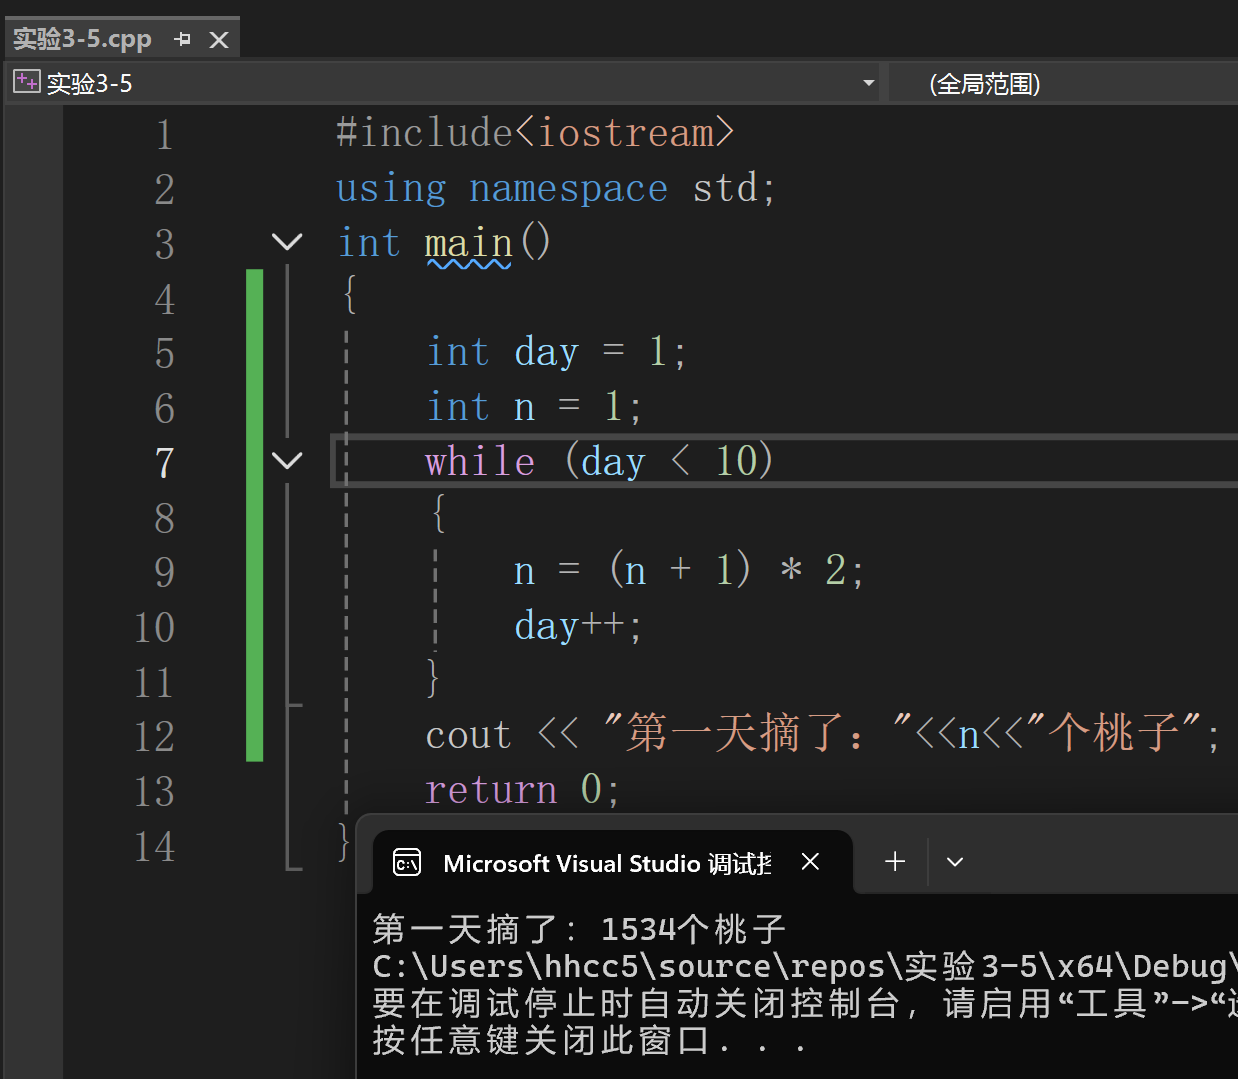 实验3-5.cpp
实验3-5 (全局范围)
1 #include<iostream>
2 using namespace std;
3 int main()
4 {
5 int day = 1;
6 int n = 1;
7 while (day < 10)
8 {
9 n = (n + 1) * 2;
10 day++;
11 }
12 cout << "第一天摘了："<<n<<"个桃子";
13 return 0;
14 }
Microsoft Visual Studio 调试控
第一天摘了：1534个桃子
C:\Users\hhcc5\source\repos\实验3-5\x64\Debug\
要在调试停止时自动关闭控制台，请启用“工具”->“
按任意键关闭此窗口. . .